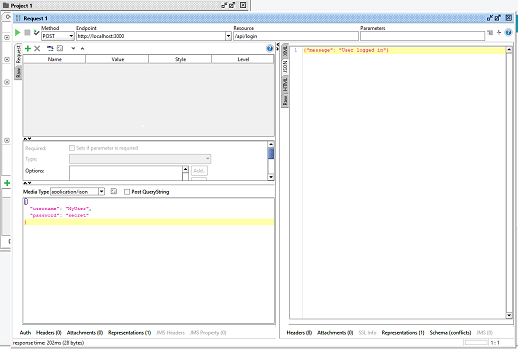 Project 1
Request 1
Method Endpoint Resource Parameters
POST http://localhost:3000 /api/login
Request
Raw
Name Value Style Level
Required: Sets if parameter is required
Type:
Options: Add..
Media Type application/json Post QueryString
{
"username": "MyUser",
"password": "secret"
}
Auth Headers (0) Attachments (0) Representations (1) JMS Headers JMS Property (0)
response time: 202ms (28 bytes)
XML
JSON
HTML
Raw
1 {"message": "User logged in"}
Headers (8) Attachments (0) SSL Info Representations (1) Schema (conflicts) JMS (0)
1 : 1